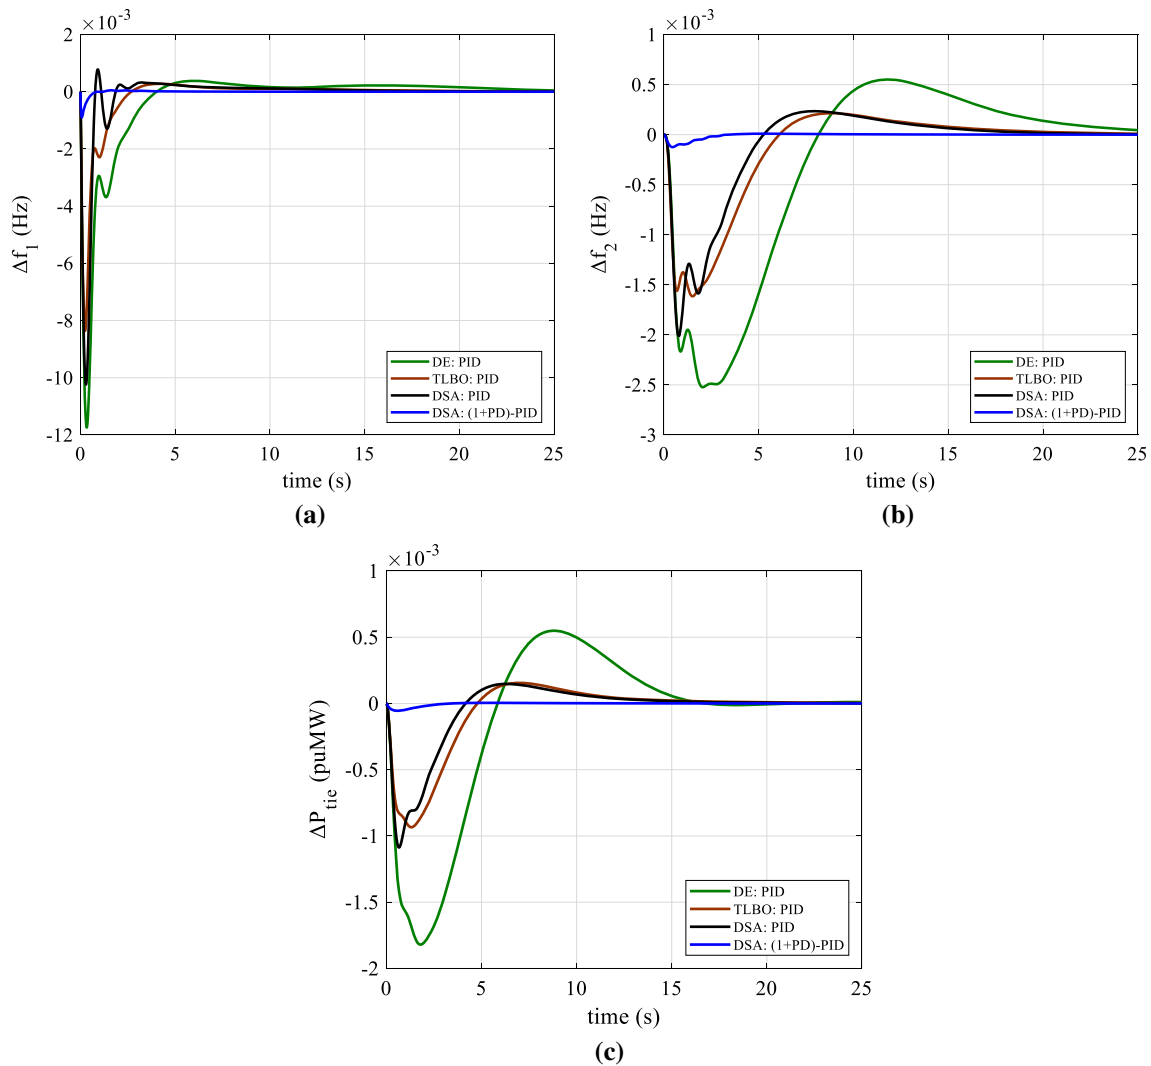 ×10-3
2
0
-2
-4
-6
-8
-10
-12
Δf1 (Hz)
0 5 10 15 20 25
time (s)
DE: PID
TLBO: PID
DSA: PID
DSA: (1+PD)-PID
(a)
×10-3
1
0.5
0
-0.5
-1
-1.5
-2
-2.5
-3
Δf2 (Hz)
0 5 10 15 20 25
time (s)
DE: PID
TLBO: PID
DSA: PID
DSA: (1+PD)-PID
(b)
×10-3
1
0.5
0
-0.5
-1
-1.5
-2
ΔPtie (puMW)
0 5 10 15 20 25
time (s)
DE: PID
TLBO: PID
DSA: PID
DSA: (1+PD)-PID
(c)